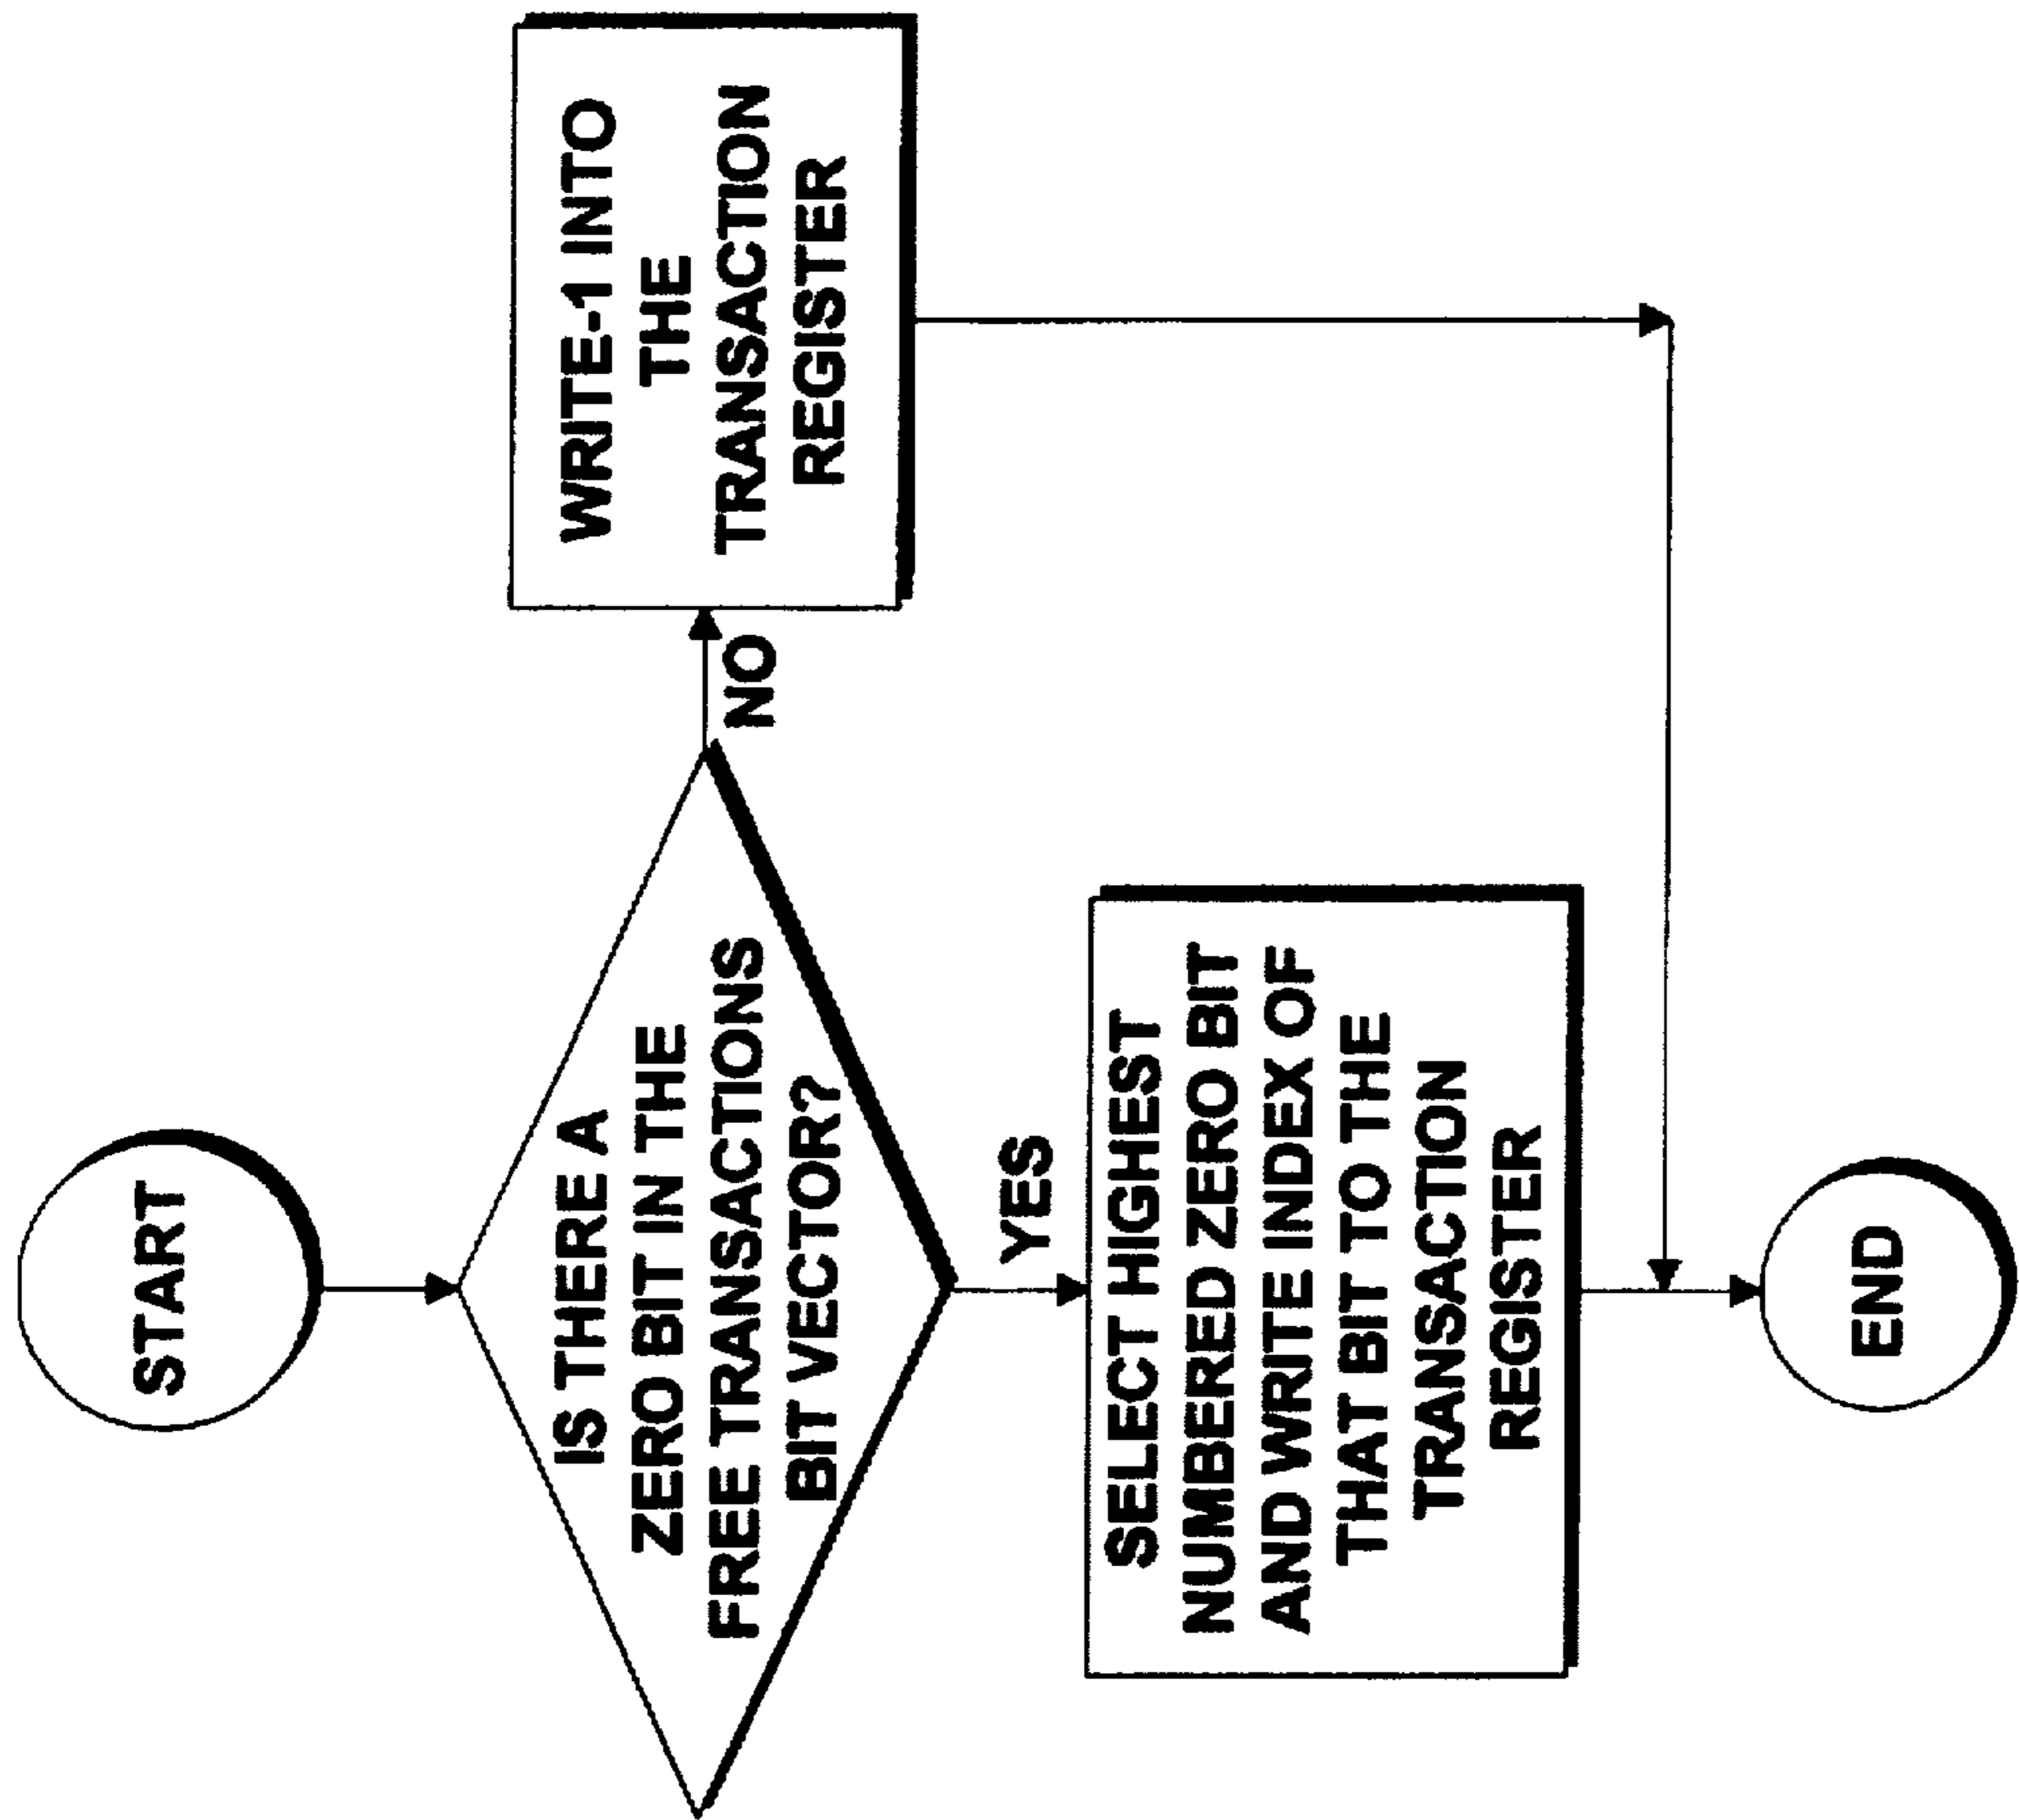 START
IS THERE A
ZERO BIT IN THE
FREE TRANSACTIONS
BIT VECTOR?
NO
WRITE-1 INTO
THE
TRANSACTION
REGISTER
YES
SELECT HIGHEST
NUMBERED ZERO BIT
AND WRITE INDEX OF
THAT BIT TO THE
TRANSACTION
REGISTER
END